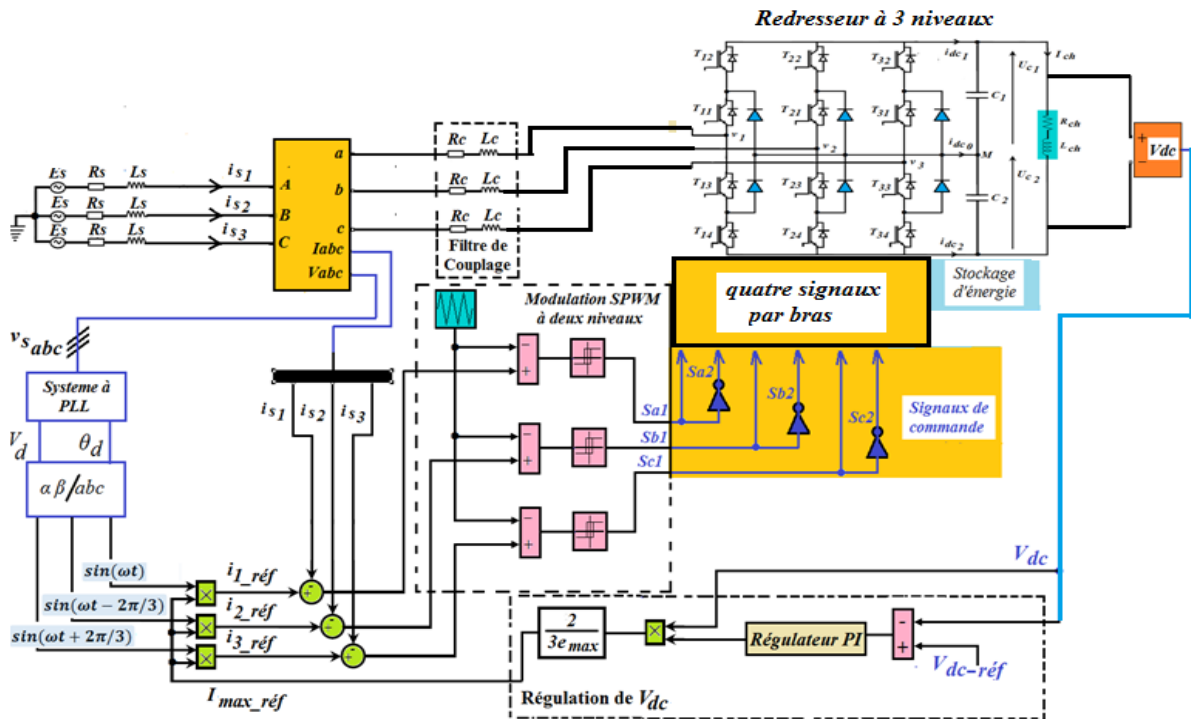 Redresseur à 3 niveaux
T12
T22
T32
idc1
Ich
Uc1
C1
T11
T21
T31
v1
v2
v3
idc0
M
Rch
Lch
+
Vdc
−
Uc2
C2
T13
T23
T33
T14
T24
T34
idc2
Es
Rs
Ls
is1
Es
Rs
Ls
is2
Es
Rs
Ls
is3
A
B
C
a
b
c
Iabc
Vabc
Rc
Lc
Rc
Lc
Rc
Lc
Filtre de
Couplage
Stockage
d'énergie
quatre signaux
par bras
Modulation SPWM
à deux niveaux
Sa1
Sa2
Sb1
Sb2
Sc1
Sc2
Signaux de
commande
vsabc
Systeme à
PLL
Vd
θd
αβ/abc
is1
is2
is3
sin(ωt)
sin(ωt − 2π/3)
sin(ωt + 2π/3)
i1_réf
i2_réf
i3_réf
Imax_réf
Vdc
2
3emax
Régulateur PI
Vdc−réf
Régulation de Vdc